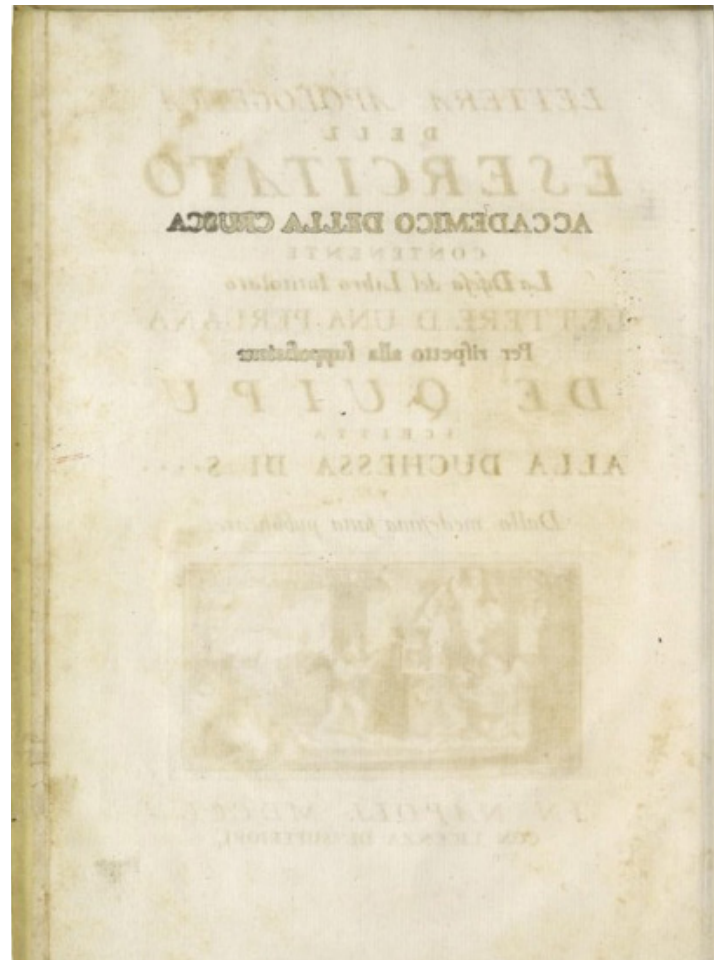 LETTERA APOLOGETICA
DELL
ESERCITATO
ACCADEMICO DELLA CRUSCA
CONTENENTE
La Difesa del Libro Intitolato
LETTERE D UNA PERUANA
Per rispetto alla supposizione
DE QUIPU
SCRITTA
ALLA DUCHESSA DI S....
Dalla medesima fatta pubblicare.
IN NAPOLI MDCCL.
CON LICENZA DE SUPERIORI.